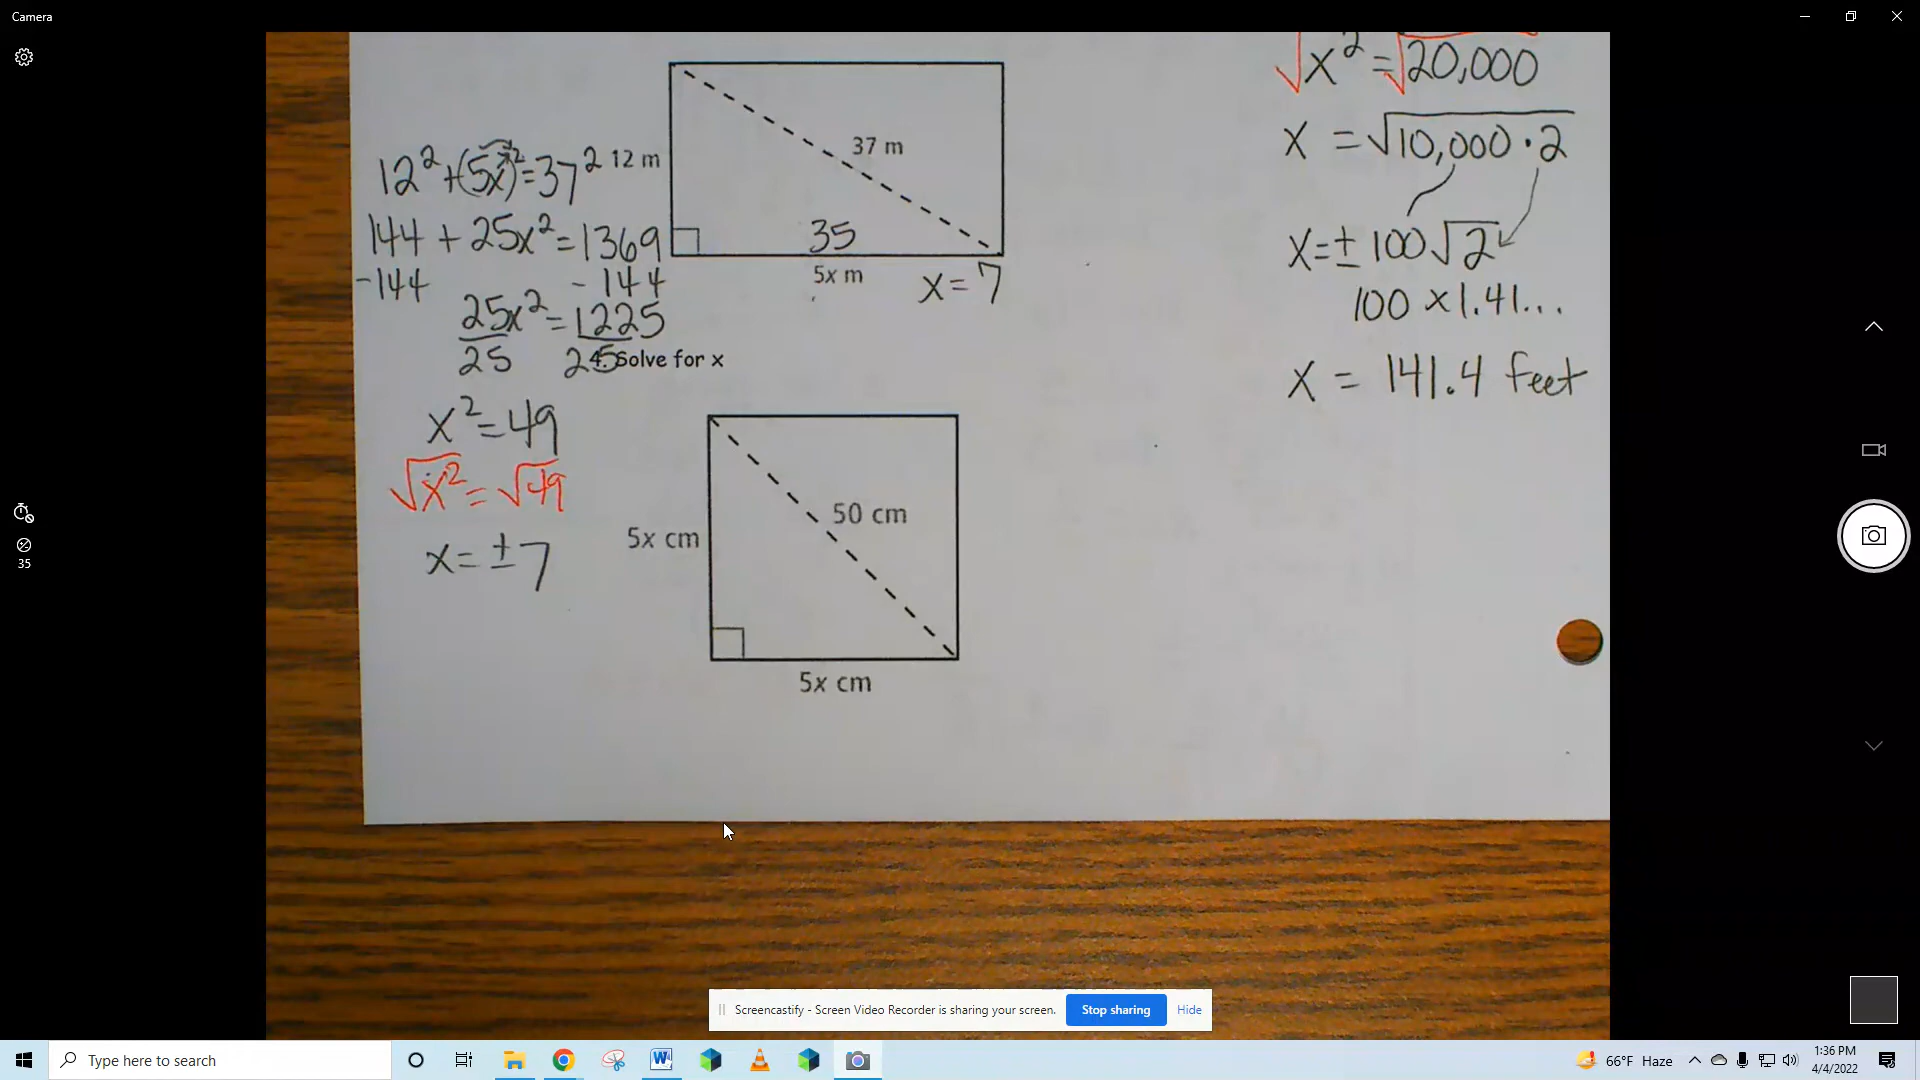 Camera
12² + (5x)² = 37²
12 m
37 m
144 + 25x² = 1369
-144 - 144
35
5x m
x = 7
25x² = 1225
25 25
4. Solve for x
x² = 49
√x² = √49
x = ± 7
5x cm
50 cm
5x cm
√x² = √20,000
x = √10,000 · 2
x = ± 100√2
100 x 1.41...
x = 141.4 feet
35
Screencastify - Screen Video Recorder is sharing your screen.
Stop sharing
Hide
Type here to search
66°F Haze
1:36 PM
4/4/2022